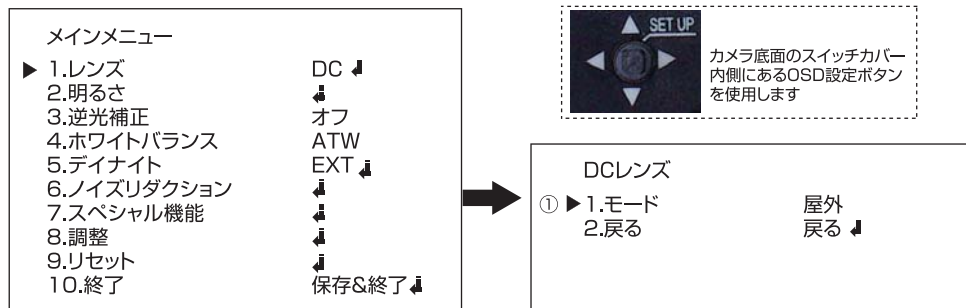 メインメニュー
▶ 1.レンズ DC ↲
2.明るさ ↲
3.逆光補正 オフ
4.ホワイトバランス ATW
5.デイナイト EXT ↲
6.ノイズリダクション ↲
7.スペシャル機能 ↲
8.調整 ↲
9.リセット ↲
10.終了 保存&終了↲
SET UP
カメラ底面のスイッチカバー
内側にあるOSD設定ボタン
を使用します
DCレンズ
① ▶ 1.モード 屋外
2.戻る 戻る ↲